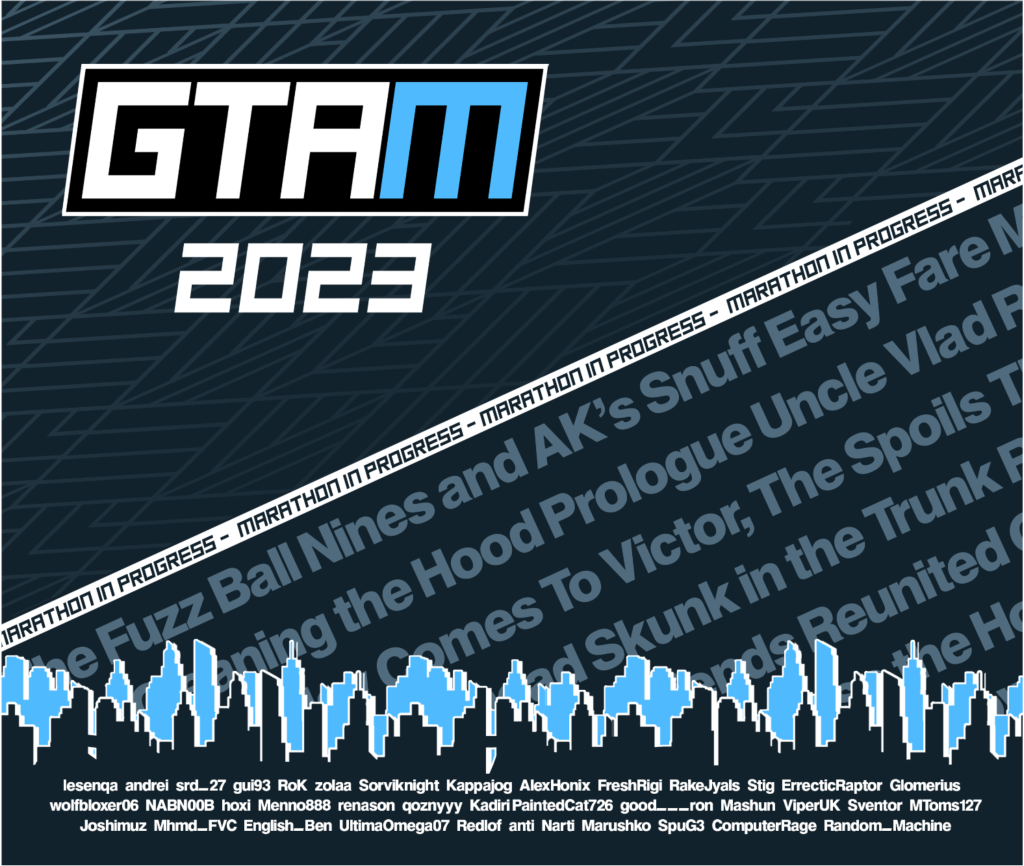 GTAM
2023
MARATHON IN PROGRESS - MARATHON IN PROGRESS - MARATHON IN PROGRESS - MARATHON IN PROGRESS -
Fuzz Ball Nines and AK's Snuff Easy Fare
the Hood Prologue Uncle Vlad
Comes To Victor, The Spoils
Skunk in the Trunk
Reunited
the
lesenqa andrei srd_27 gui93 RoK zolaa Sorviknight Kappajog AlexHonix FreshRigi RakeJyals Stig ErrecticRaptor Glomerius
wolfbloxer06 NABN00B hoxi Menno888 renason qoznyyy Kadiri PaintedCat726 good___ron Mashun ViperUK Sventor MToms127
Joshimuz Mhmd_FVC English_Ben UltimaOmega07 Redlof anti Narti Marushko SpuG3 ComputerRage Random_Machine